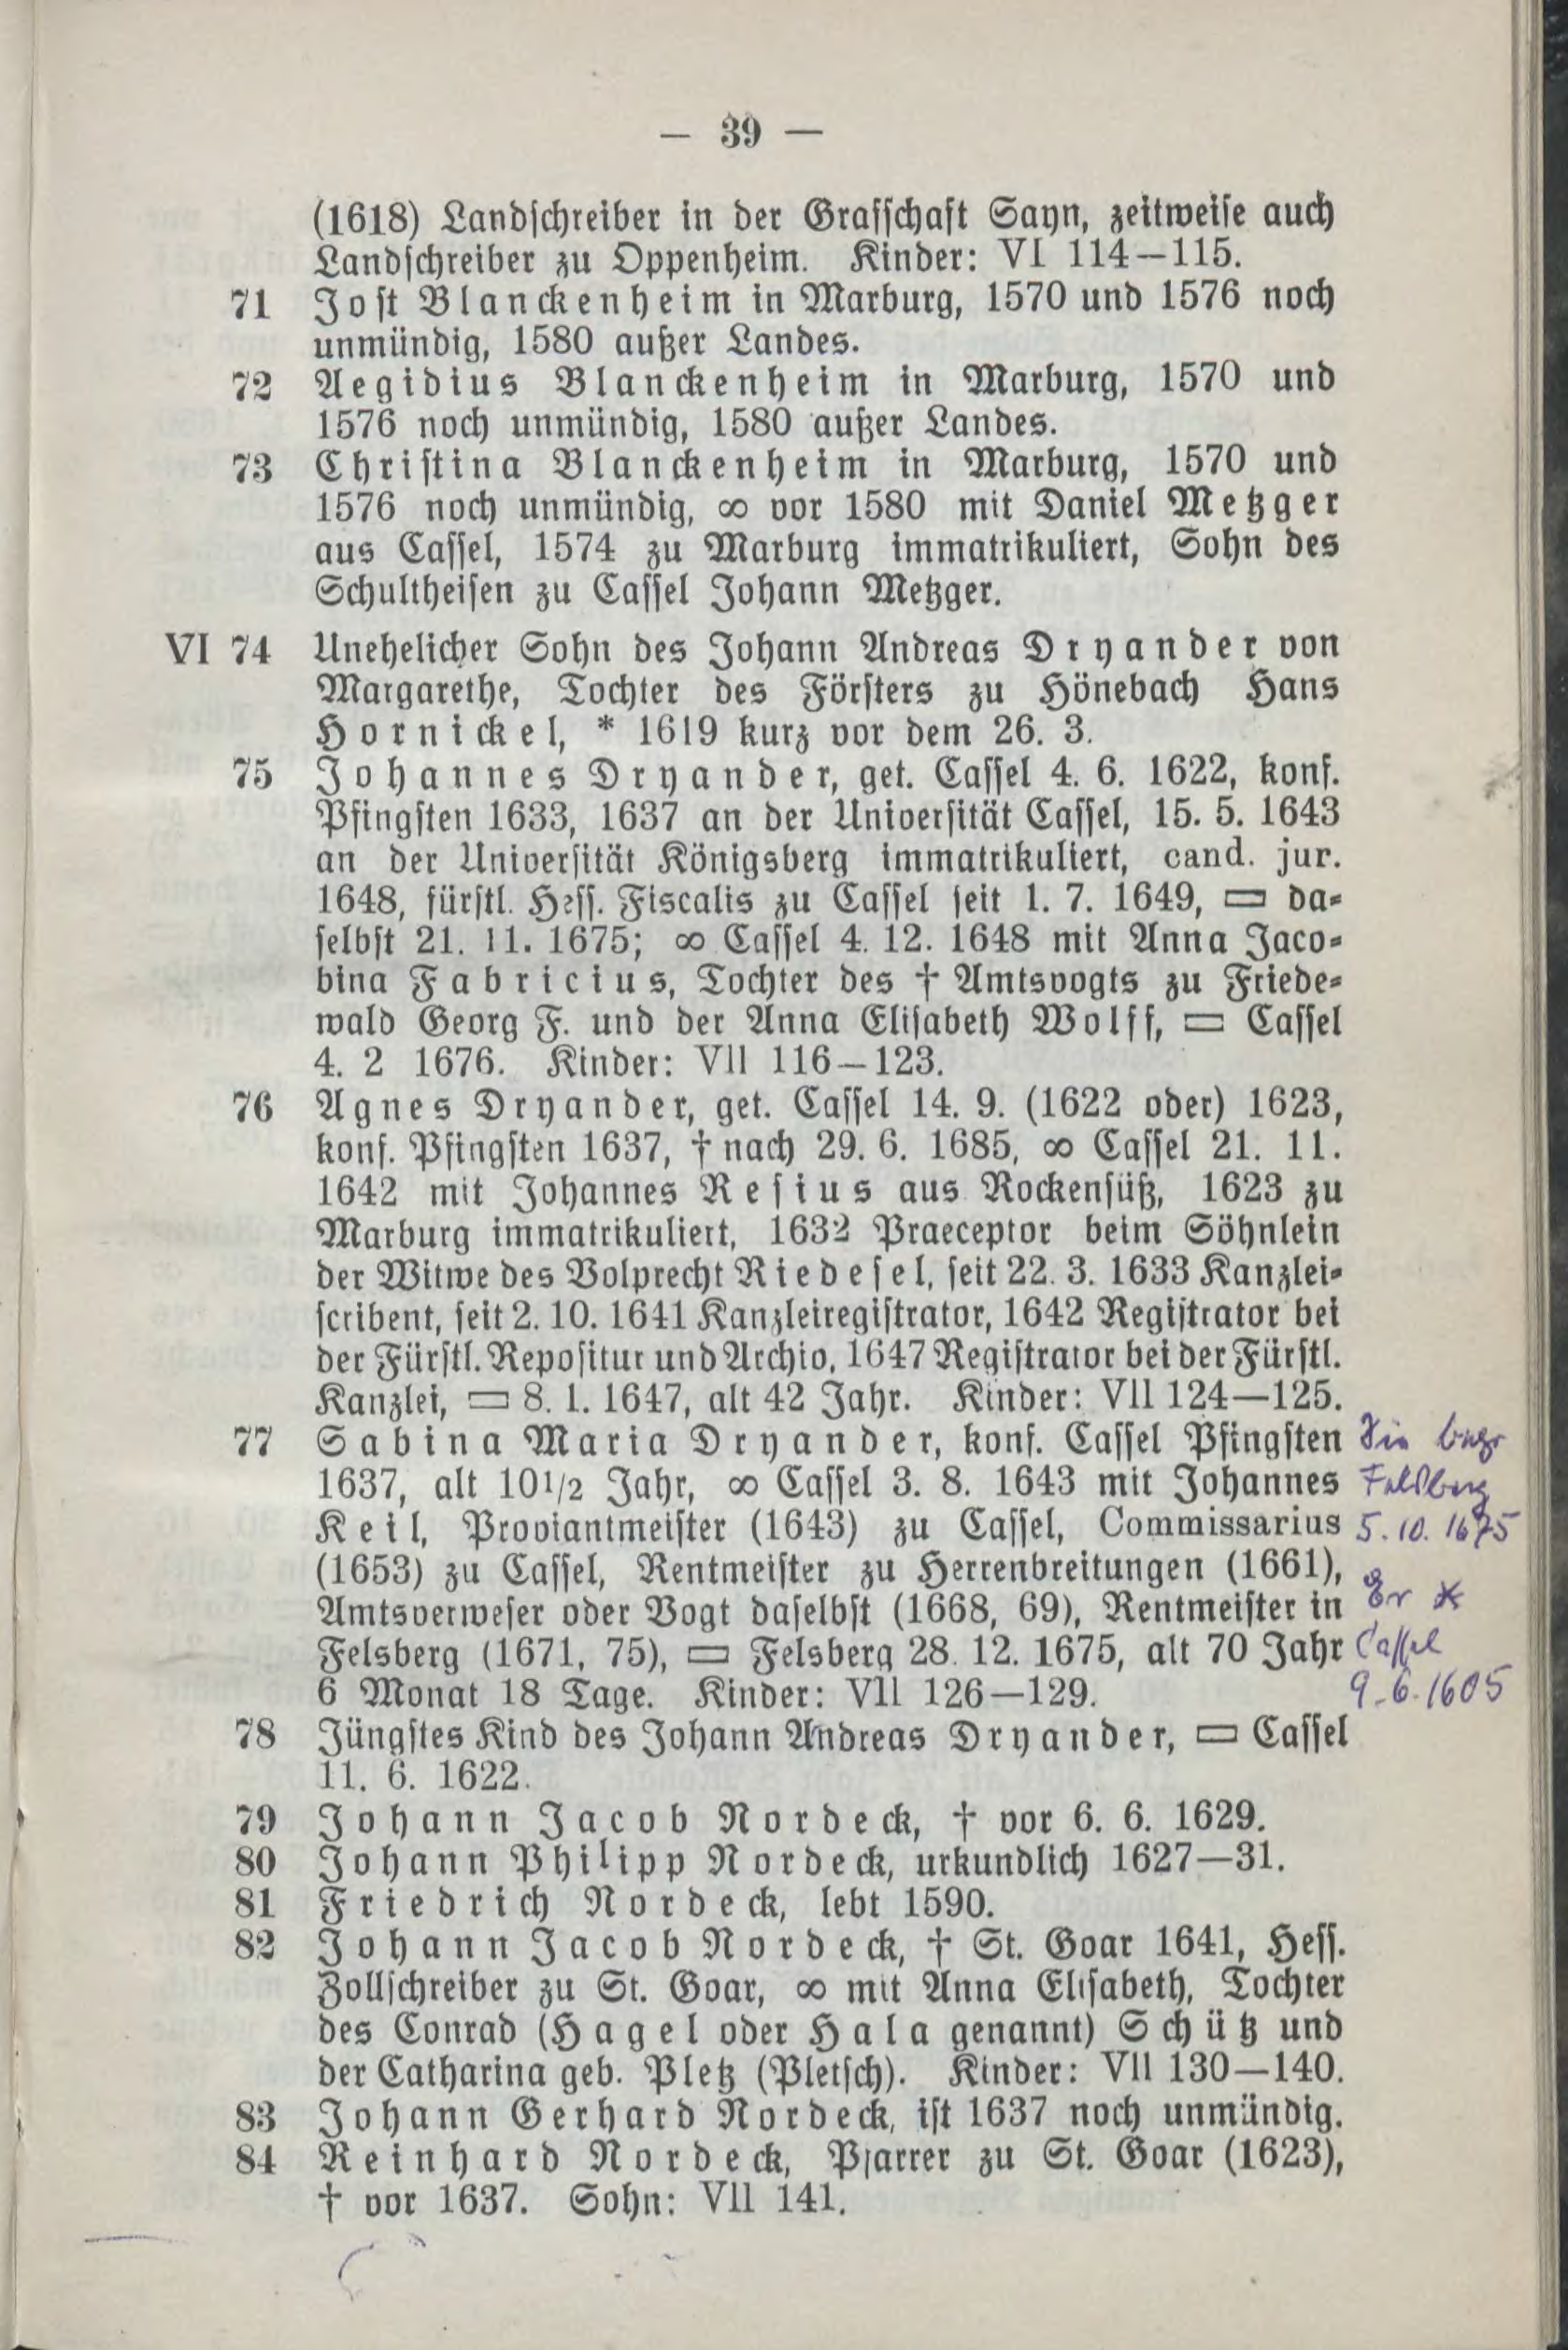 — 39 —
(1618) Landschreiber in der Grafschaft Sayn, zeitweise auch
Landschreiber zu Oppenheim. Kinder: VI 114—115.
71 Jost Blanckenheim in Marburg, 1570 und 1576 noch
unmündig, 1580 außer Landes.
72 Aegidius Blanckenheim in Marburg, 1570 und
1576 noch unmündig, 1580 außer Landes.
73 Christina Blanckenheim in Marburg, 1570 und
1576 noch unmündig, ∞ vor 1580 mit Daniel Metzger
aus Cassel, 1574 zu Marburg immatrikuliert, Sohn des
Schultheisen zu Cassel Johann Metzger.
VI 74 Unehelicher Sohn des Johann Andreas Dryander von
Margarethe, Tochter des Försters zu Hönebach Hans
Hornickel, * 1619 kurz vor dem 26. 3.
75 Johannes Dryander, get. Cassel 4. 6. 1622, konf.
Pfingsten 1633, 1637 an der Universität Cassel, 15. 5. 1643
an der Universität Königsberg immatrikuliert, cand. jur.
1648, fürstl. Hess. Fiscalis zu Cassel seit 1. 7. 1649, ▭ da-
selbst 21. 11. 1675; ∞ Cassel 4. 12. 1648 mit Anna Jaco-
bina Fabricius, Tochter des † Amtsvogts zu Friede-
wald Georg F. und der Anna Elisabeth Wolff, ▭ Cassel
4. 2 1676. Kinder: VII 116—123.
76 Agnes Dryander, get. Cassel 14. 9. (1622 oder) 1623,
konf. Pfingsten 1637, † nach 29. 6. 1685, ∞ Cassel 21. 11.
1642 mit Johannes Resius aus Rockensüß, 1623 zu
Marburg immatrikuliert, 1632 Praeceptor beim Söhnlein
der Witwe des Volprecht Riedesel, seit 22. 3. 1633 Kanzlei-
scribent, seit 2. 10. 1641 Kanzleiregistrator, 1642 Registrator bei
der Fürstl. Repositur und Archiv, 1647 Registrator bei der Fürstl.
Kanzlei, ▭ 8. 1. 1647, alt 42 Jahr. Kinder: VII 124—125.
77 Sabina Maria Dryander, konf. Cassel Pfingsten
1637, alt 10 1/2 Jahr, ∞ Cassel 3. 8. 1643 mit Johannes
Keil, Proviantmeister (1643) zu Cassel, Commissarius
(1653) zu Cassel, Rentmeister zu Herrenbreitungen (1661),
Amtsverweser oder Vogt daselbst (1668, 69), Rentmeister in
Felsberg (1671, 75), ▭ Felsberg 28. 12. 1675, alt 70 Jahr
6 Monat 18 Tage. Kinder: VII 126—129.
Sie
Felsberg
5. 10. 1675
Er *
Cassel
9. 6. 1605
78 Jüngstes Kind des Johann Andreas Dryander, ▭ Cassel
11. 6. 1622.
79 Johann Jacob Nordeck, † vor 6. 6. 1629.
80 Johann Philipp Nordeck, urkundlich 1627—31.
81 Friedrich Nordeck, lebt 1590.
82 Johann Jacob Nordeck, † St. Goar 1641, Hess.
Zollschreiber zu St. Goar, ∞ mit Anna Elisabeth, Tochter
des Conrad (Hagel oder Hala genannt) Schütz und
der Catharina geb. Pletz (Pletsch). Kinder: VII 130—140.
83 Johann Gerhard Nordeck, ist 1637 noch unmündig.
84 Reinhard Nordeck, Pfarrer zu St. Goar (1623),
† vor 1637. Sohn: VII 141.